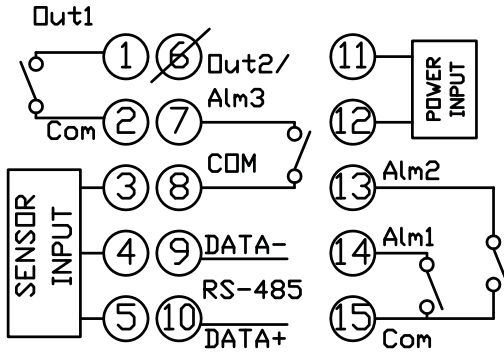 Out1
1 6 Out2/ 11
POWER INPUT
Alm3
Com 2 7 12
COM
3 8 13 Alm2
SENSOR INPUT
4 9 DATA- 14 Alm1
RS-485
5 10 DATA+ 15 Com